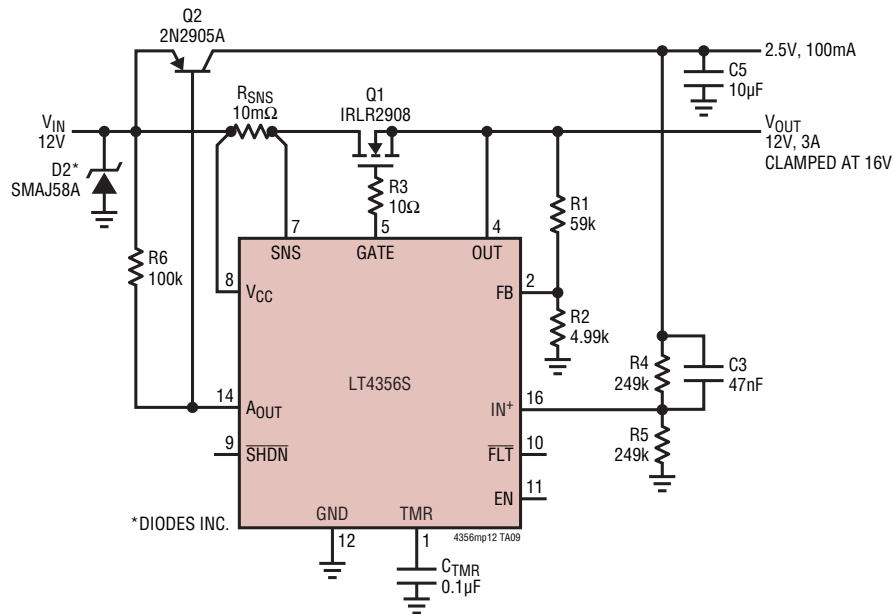 Q2
2N2905A
2.5V, 100mA
C5
10µF
RSNS
10mΩ
Q1
IRLR2908
VIN
12V
VOUT
12V, 3A
CLAMPED AT 16V
D2*
SMAJ58A
R3
10Ω
R1
59k
7
5
4
SNS
GATE
OUT
R6
100k
8
VCC
2
FB
R2
4.99k
LT4356S
R4
249k
C3
47nF
14
AOUT
16
IN+
R5
249k
9
SHDN
10
FLT
11
EN
*DIODES INC.
GND
TMR
4356mp12 TA09
12
1
CTMR
0.1µF